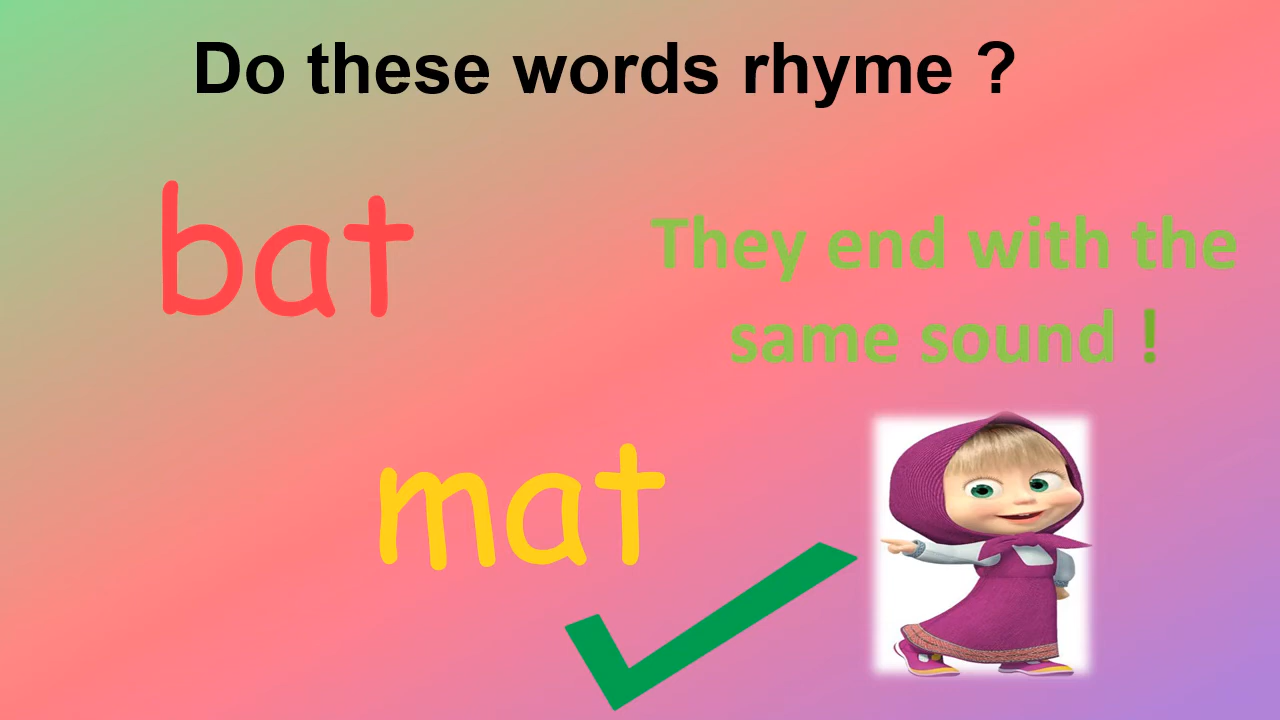 Do these words rhyme ?
bat
They end with the
same sound !
mat